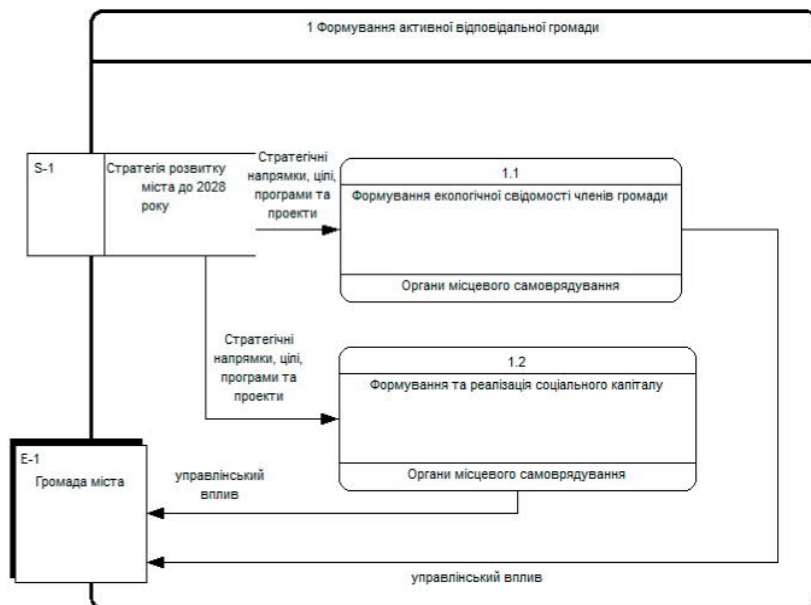 1 Формування активної відповідальної громади
S-1
Стратегія розвитку
міста до 2028
року
Стратегічні
напрямки, цілі,
програми та
проекти
1.1
Формування екологічної свідомості членів громади
Органи місцевого самоврядування
Стратегічні
напрямки, цілі,
програми та
проекти
1.2
Формування та реалізація соціального капіталу
Органи місцевого самоврядування
E-1
Громада міста
управлінський
вплив
управлінський вплив